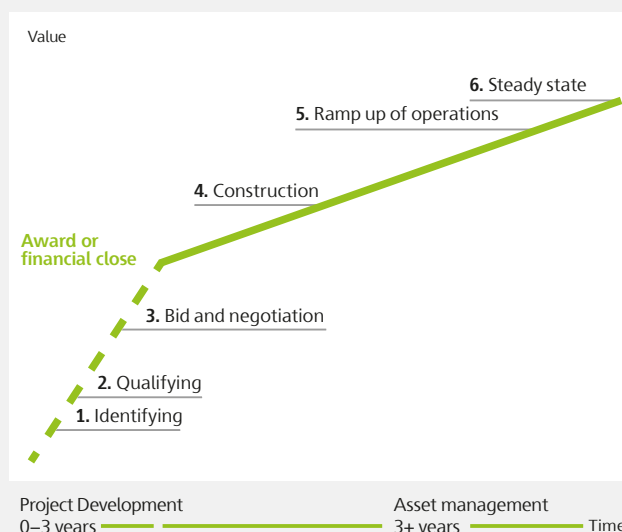 Value
6. Steady state
5. Ramp up of operations
4. Construction
Award or
financial close
3. Bid and negotiation
2. Qualifying
1. Identifying
Project Development
0–3 years
Asset management
3+ years
Time